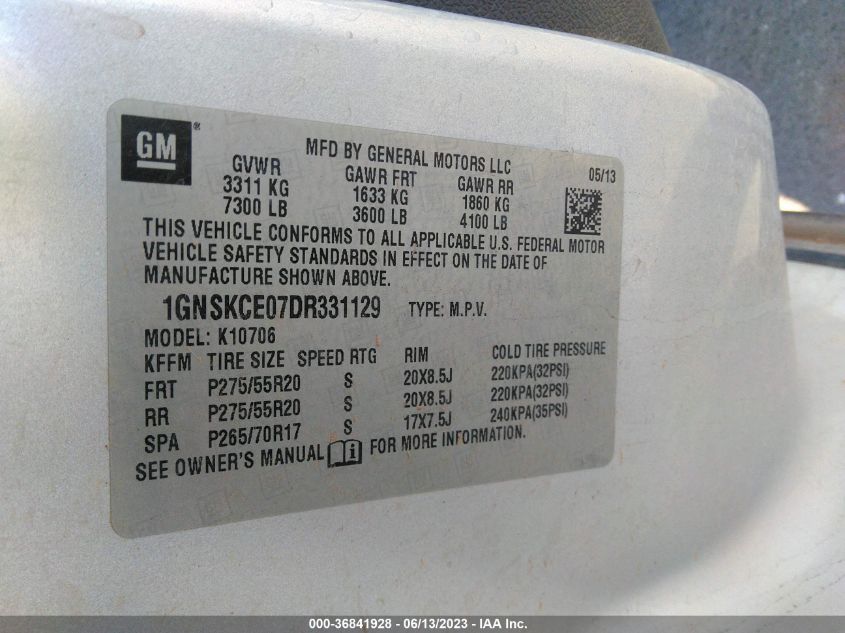 GM ®
MFD BY GENERAL MOTORS LLC 05/13
GVWR GAWR FRT GAWR RR
3311 KG 1633 KG 1860 KG
7300 LB 3600 LB 4100 LB
THIS VEHICLE CONFORMS TO ALL APPLICABLE U.S. FEDERAL MOTOR
VEHICLE SAFETY STANDARDS IN EFFECT ON THE DATE OF
MANUFACTURE SHOWN ABOVE.
1GNSKCE07DR331129 TYPE: M.P.V.
MODEL: K10706
KFFM TIRE SIZE SPEED RTG RIM COLD TIRE PRESSURE
FRT P275/55R20 S 20X8.5J 220KPA(32PSI)
RR P275/55R20 S 20X8.5J 220KPA(32PSI)
SPA P265/70R17 S 17X7.5J 240KPA(35PSI)
SEE OWNER'S MANUAL i FOR MORE INFORMATION.
000-36841928 - 06/13/2023 - IAA Inc.